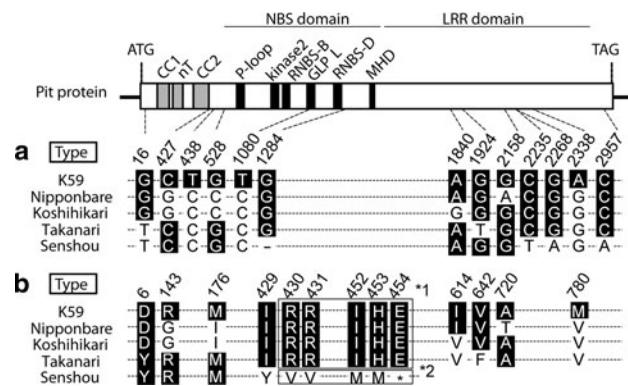 NBS domain LRR domain
ATG CC1 nT CC2 P-loop kinase2 RNBS-B GLP L RNBS-D MHD TAG
Pit protein
a Type 16 427 438 528 1080 1284 1840 1924 2158 2235 2268 2338 2957
K59 G C T G T G A G G C G A C
Nipponbare G G C C C G A G A C G G C
Koshihikari G G C C C G G G G C G G C
Takanari T C C G C G A T G C G G C
Senshou T C C G C - A G G T A G A
b Type 6 143 176 429 430 431 452 453 454 *1 614 642 720 780
K59 D R M I R R I H E I V A M
Nipponbare D G I I R R I H E I V T V
Koshihikari D G I I R R I H E V V A V
Takanari Y R M I R R I H E V F A V
Senshou Y R M Y V V M M * *2